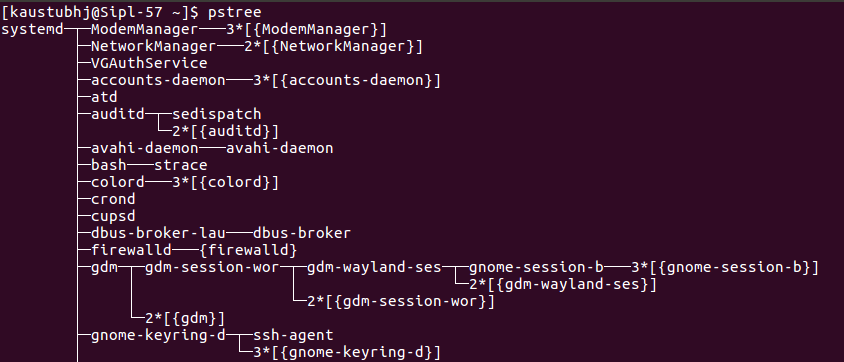 [kaustubhj@Sipl-57 ~]$ pstree
systemd─┬─ModemManager───3*[{ModemManager}]
        ├─NetworkManager───2*[{NetworkManager}]
        ├─VGAuthService
        ├─accounts-daemon───3*[{accounts-daemon}]
        ├─atd
        ├─auditd─┬─sedispatch
        │        └─2*[{auditd}]
        ├─avahi-daemon───avahi-daemon
        ├─bash───strace
        ├─colord───3*[{colord}]
        ├─crond
        ├─cupsd
        ├─dbus-broker-lau───dbus-broker
        ├─firewalld───{firewalld}
        ├─gdm─┬─gdm-session-wor─┬─gdm-wayland-ses─┬─gnome-session-b───3*[{gnome-session-b}]
        │     │                 │                 └─2*[{gdm-wayland-ses}]
        │     │                 └─2*[{gdm-session-wor}]
        │     └─2*[{gdm}]
        ├─gnome-keyring-d─┬─ssh-agent
        │                 └─3*[{gnome-keyring-d}]